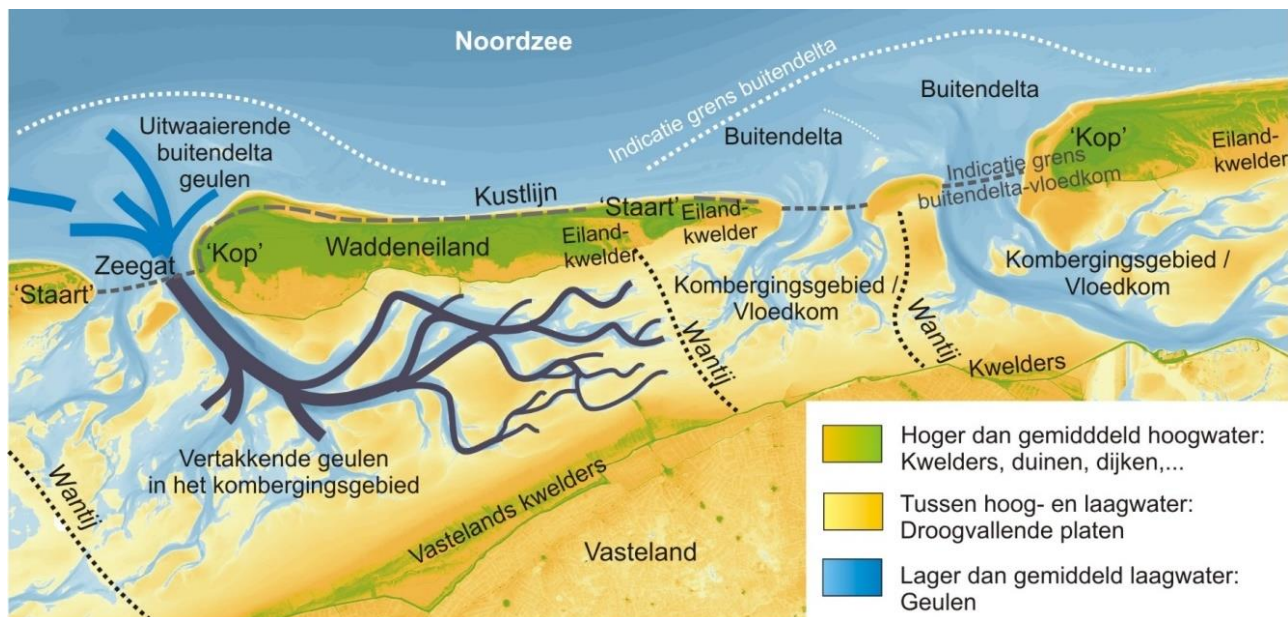 Noordzee
Indicatie grens buitendelta
Uitwaaierende
buitendelta
geulen
Buitendelta
Buitendelta
'Kop'
Eiland-
kwelder
Indicatie grens
buitendelta-vloedkom
Kustlijn
'Staart'
Eiland-
kwelder
'Kop'
Waddeneiland
Eiland-
kwelder
Zeegat
'Staart'
Kombergingsgebied /
Vloedkom
Kombergingsgebied /
Vloedkom
Wantij
Wantij
Kwelders
Vertakkende geulen
in het kombergingsgebied
Wantij
Vastelands kwelders
Vasteland
Hoger dan gemidddeld hoogwater:
Kwelders, duinen, dijken,...
Tussen hoog- en laagwater:
Droogvallende platen
Lager dan gemiddeld laagwater:
Geulen